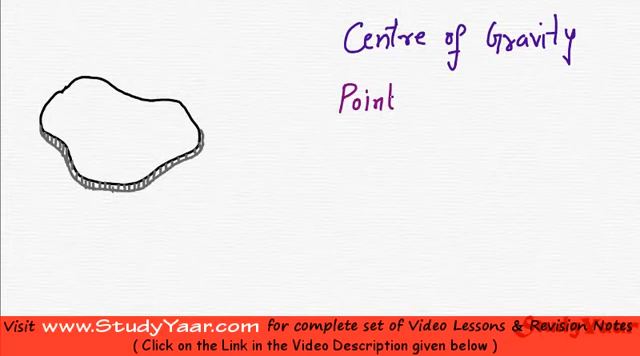 Centre of Gravity
Point
Visit www.StudyYaar.com for complete set of Video Lessons & Revision Notes
( Click on the Link in the Video Description given below )
StudyYaar